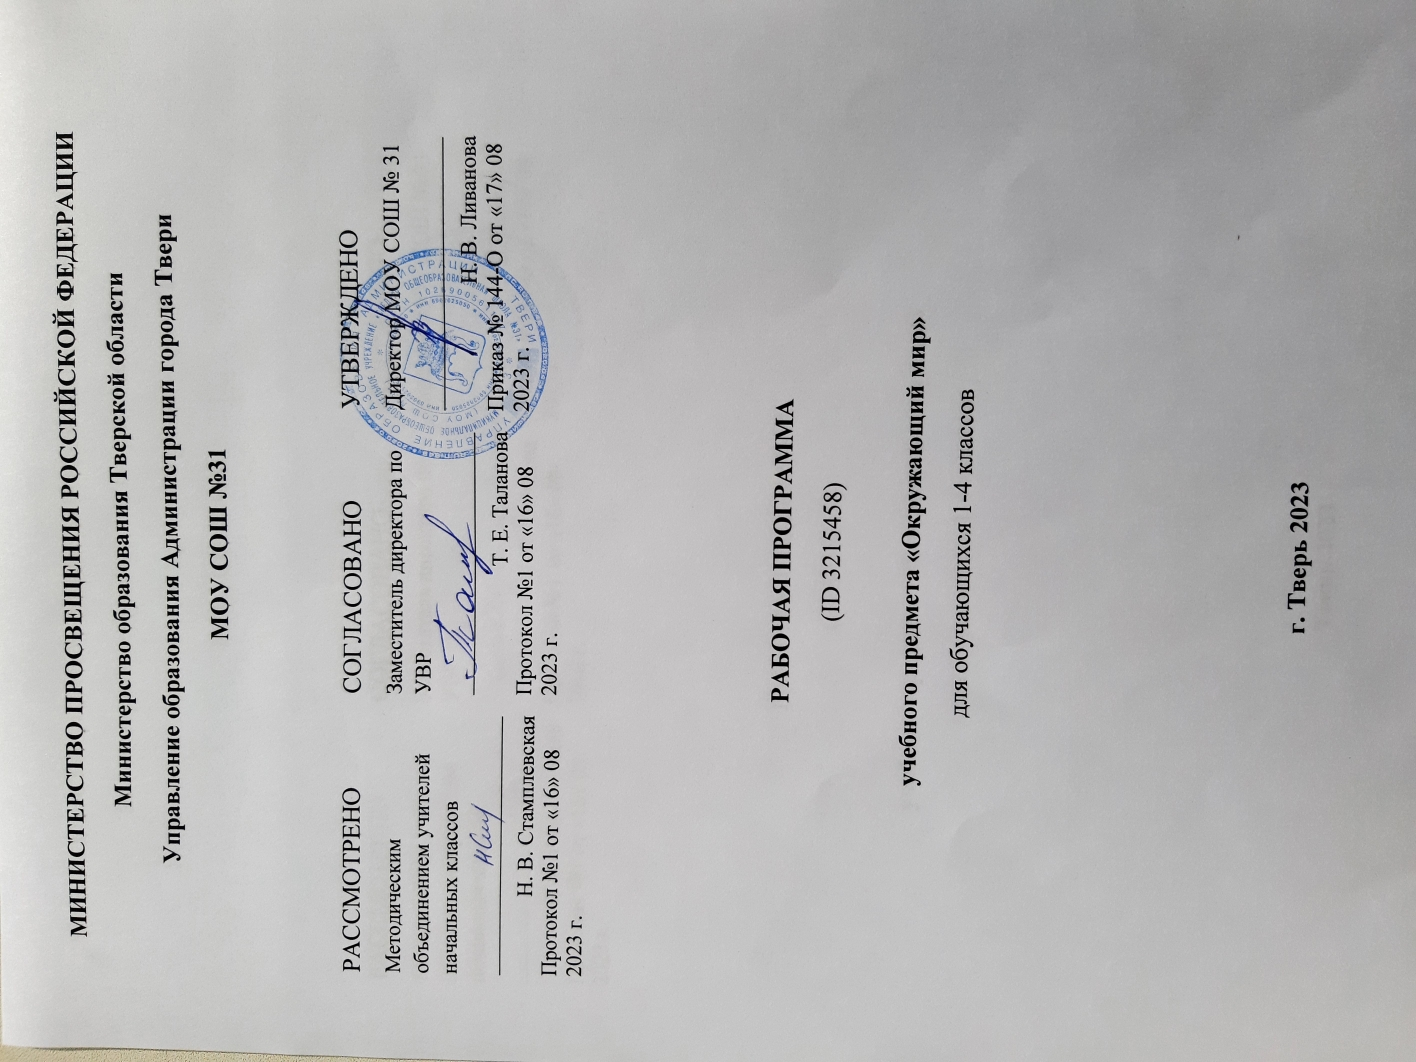 МИНИСТЕРСТВО ПРОСВЕЩЕНИЯ РОССИЙСКОЙ ФЕДЕРАЦИИ
Министерство образования Тверской области
Управление образования Администрации города Твери
МОУ СОШ №31
РАССМОТРЕНО
Методическим
объединением учителей
начальных классов
Н. В. Стамплевская
Протокол №1 от «16» 08
2023 г.
СОГЛАСОВАНО
Заместитель директора по
УВР
Т. Е. Таланова
Протокол №1 от «16» 08
2023 г.
УТВЕРЖДЕНО
Директор МОУ СОШ № 31
Н. В. Ливанова
Приказ № 144-О от «17» 08
2023 г.
РАБОЧАЯ ПРОГРАММА
(ID 3215458)
учебного предмета «Окружающий мир»
для обучающихся 1-4 классов
г. Тверь 2023